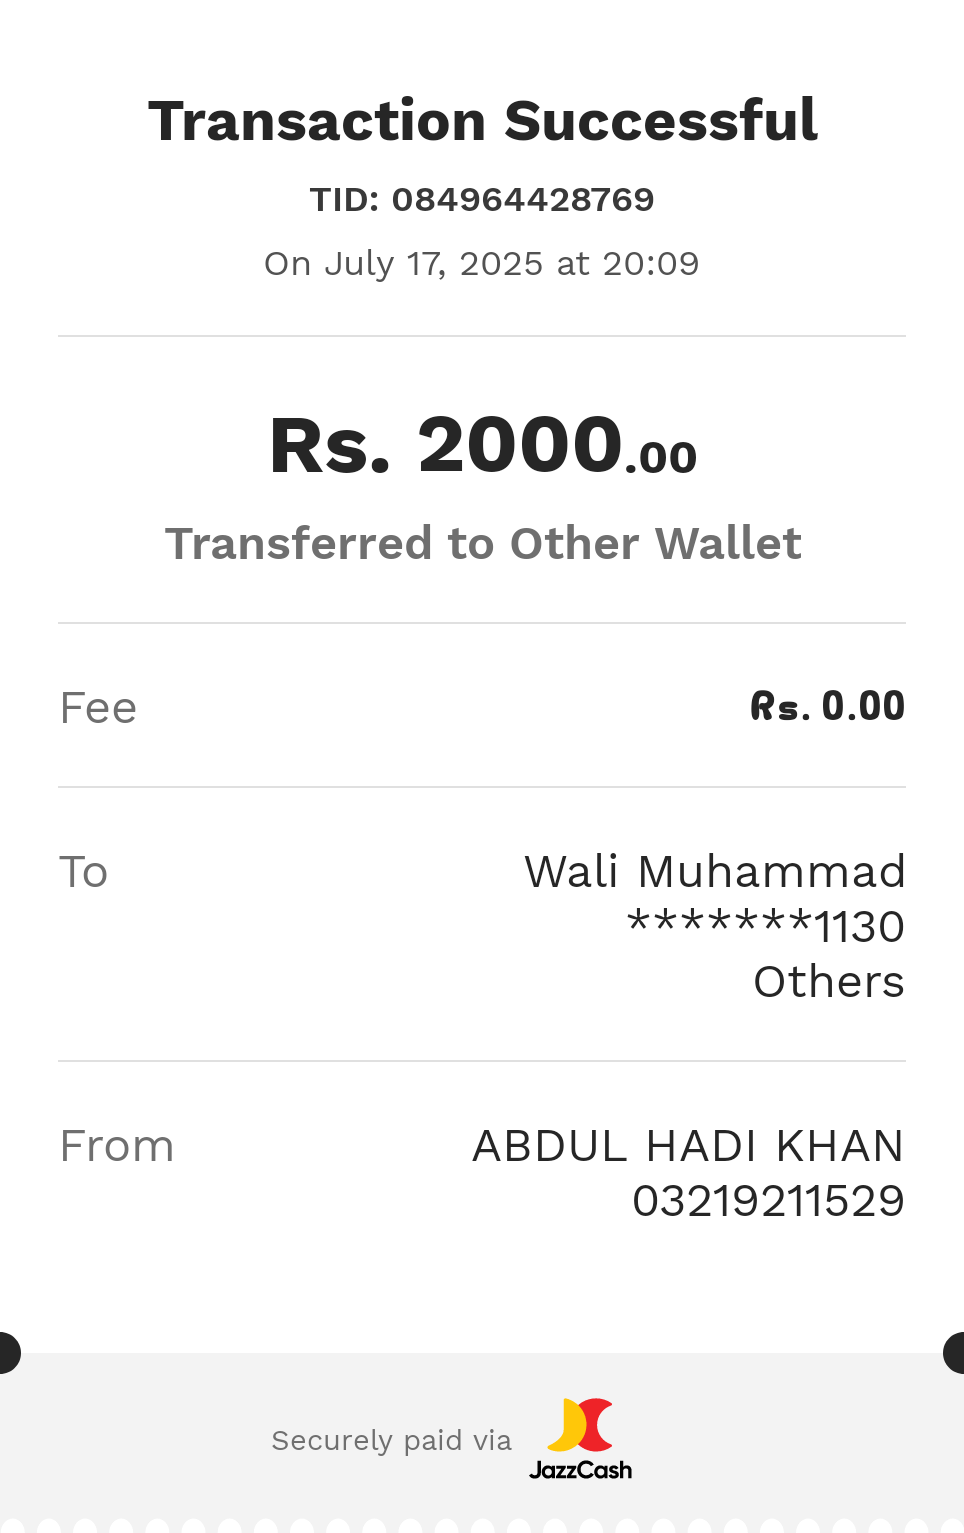 Transaction Successful
TID: 084964428769
On July 17, 2025 at 20:09
Rs. 2000.00
Transferred to Other Wallet
Fee Rs. 0.00
To Wali Muhammad
*******1130
Others
From ABDUL HADI KHAN
03219211529
Securely paid via JazzCash